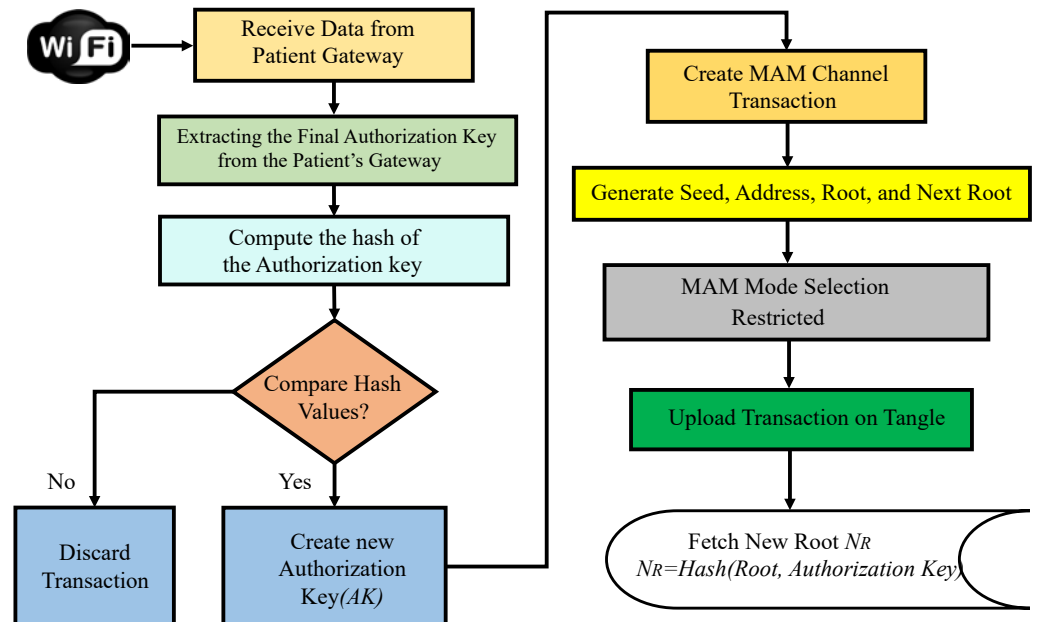 Wi Fi
Receive Data from
Patient Gateway
Extracting the Final Authorization Key
from the Patient's Gateway
Compute the hash of
the Authorization key
Compare Hash
Values?
No
Yes
Discard
Transaction
Create new
Authorization
Key(AK)
Create MAM Channel
Transaction
Generate Seed, Address, Root, and Next Root
MAM Mode Selection
Restricted
Upload Transaction on Tangle
Fetch New Root NR
NR=Hash(Root, Authorization Key)